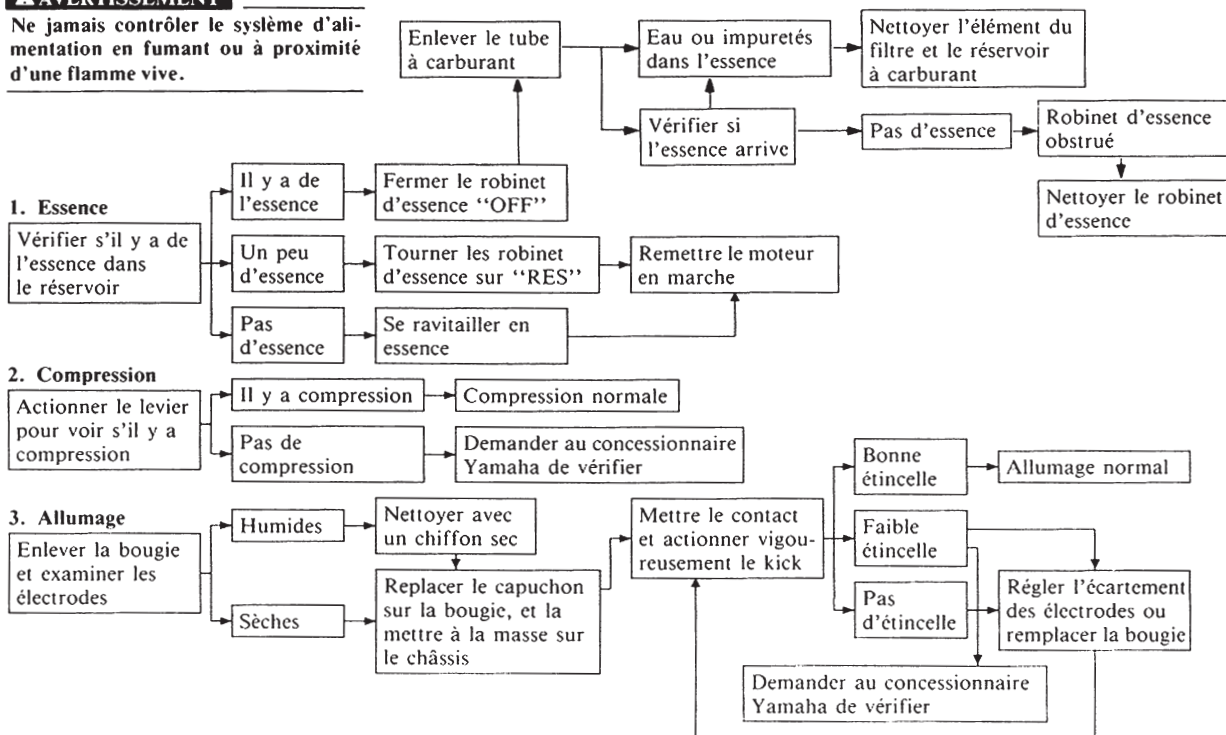 AVERTISSEMENT
Ne jamais contrôler le syslème d'ali-
mentation en fumant ou à proximité
d'une flamme vive.
Enlever le tube
à carburant
Eau ou impuretés
dans l'essence
Nettoyer l'élément du
filtre et le réservoir
à carburant
Vérifier si
l'essence arrive
Pas d'essence
Robinet d'essence
obstrué
Nettoyer le robinet
d'essence
1. Essence
Vérifier s'il y a de
l'essence dans
le réservoir
Il y a de
l'essence
Fermer le robinet
d'essence "OFF"
Un peu
d'essence
Tourner les robinet
d'essence sur "RES"
Remettre le moteur
en marche
Pas
d'essence
Se ravitailler en
essence
2. Compression
Actionner le levier
pour voir s'il y a
compression
Il y a compression
Compression normale
Pas de
compression
Demander au concessionnaire
Yamaha de vérifier
3. Allumage
Enlever la bougie
et examiner les
électrodes
Humides
Nettoyer avec
un chiffon sec
Sèches
Replacer le capuchon
sur la bougie, et la
mettre à la masse sur
le châssis
Mettre le contact
et actionner vigou-
reusement le kick
Bonne
étincelle
Allumage normal
Faible
étincelle
Pas
d'étincelle
Régler l'écartement
des électrodes ou
remplacer la bougie
Demander au concessionnaire
Yamaha de vérifier